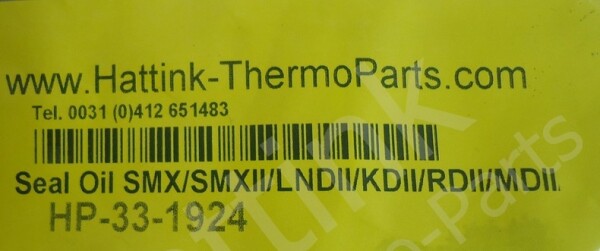 www.Hattink-ThermoParts.com
Tel. 0031 (0)412 651483
Seal Oil SMX/SMXII/LNDII/KDII/RDII/MDII
HP-33-1924